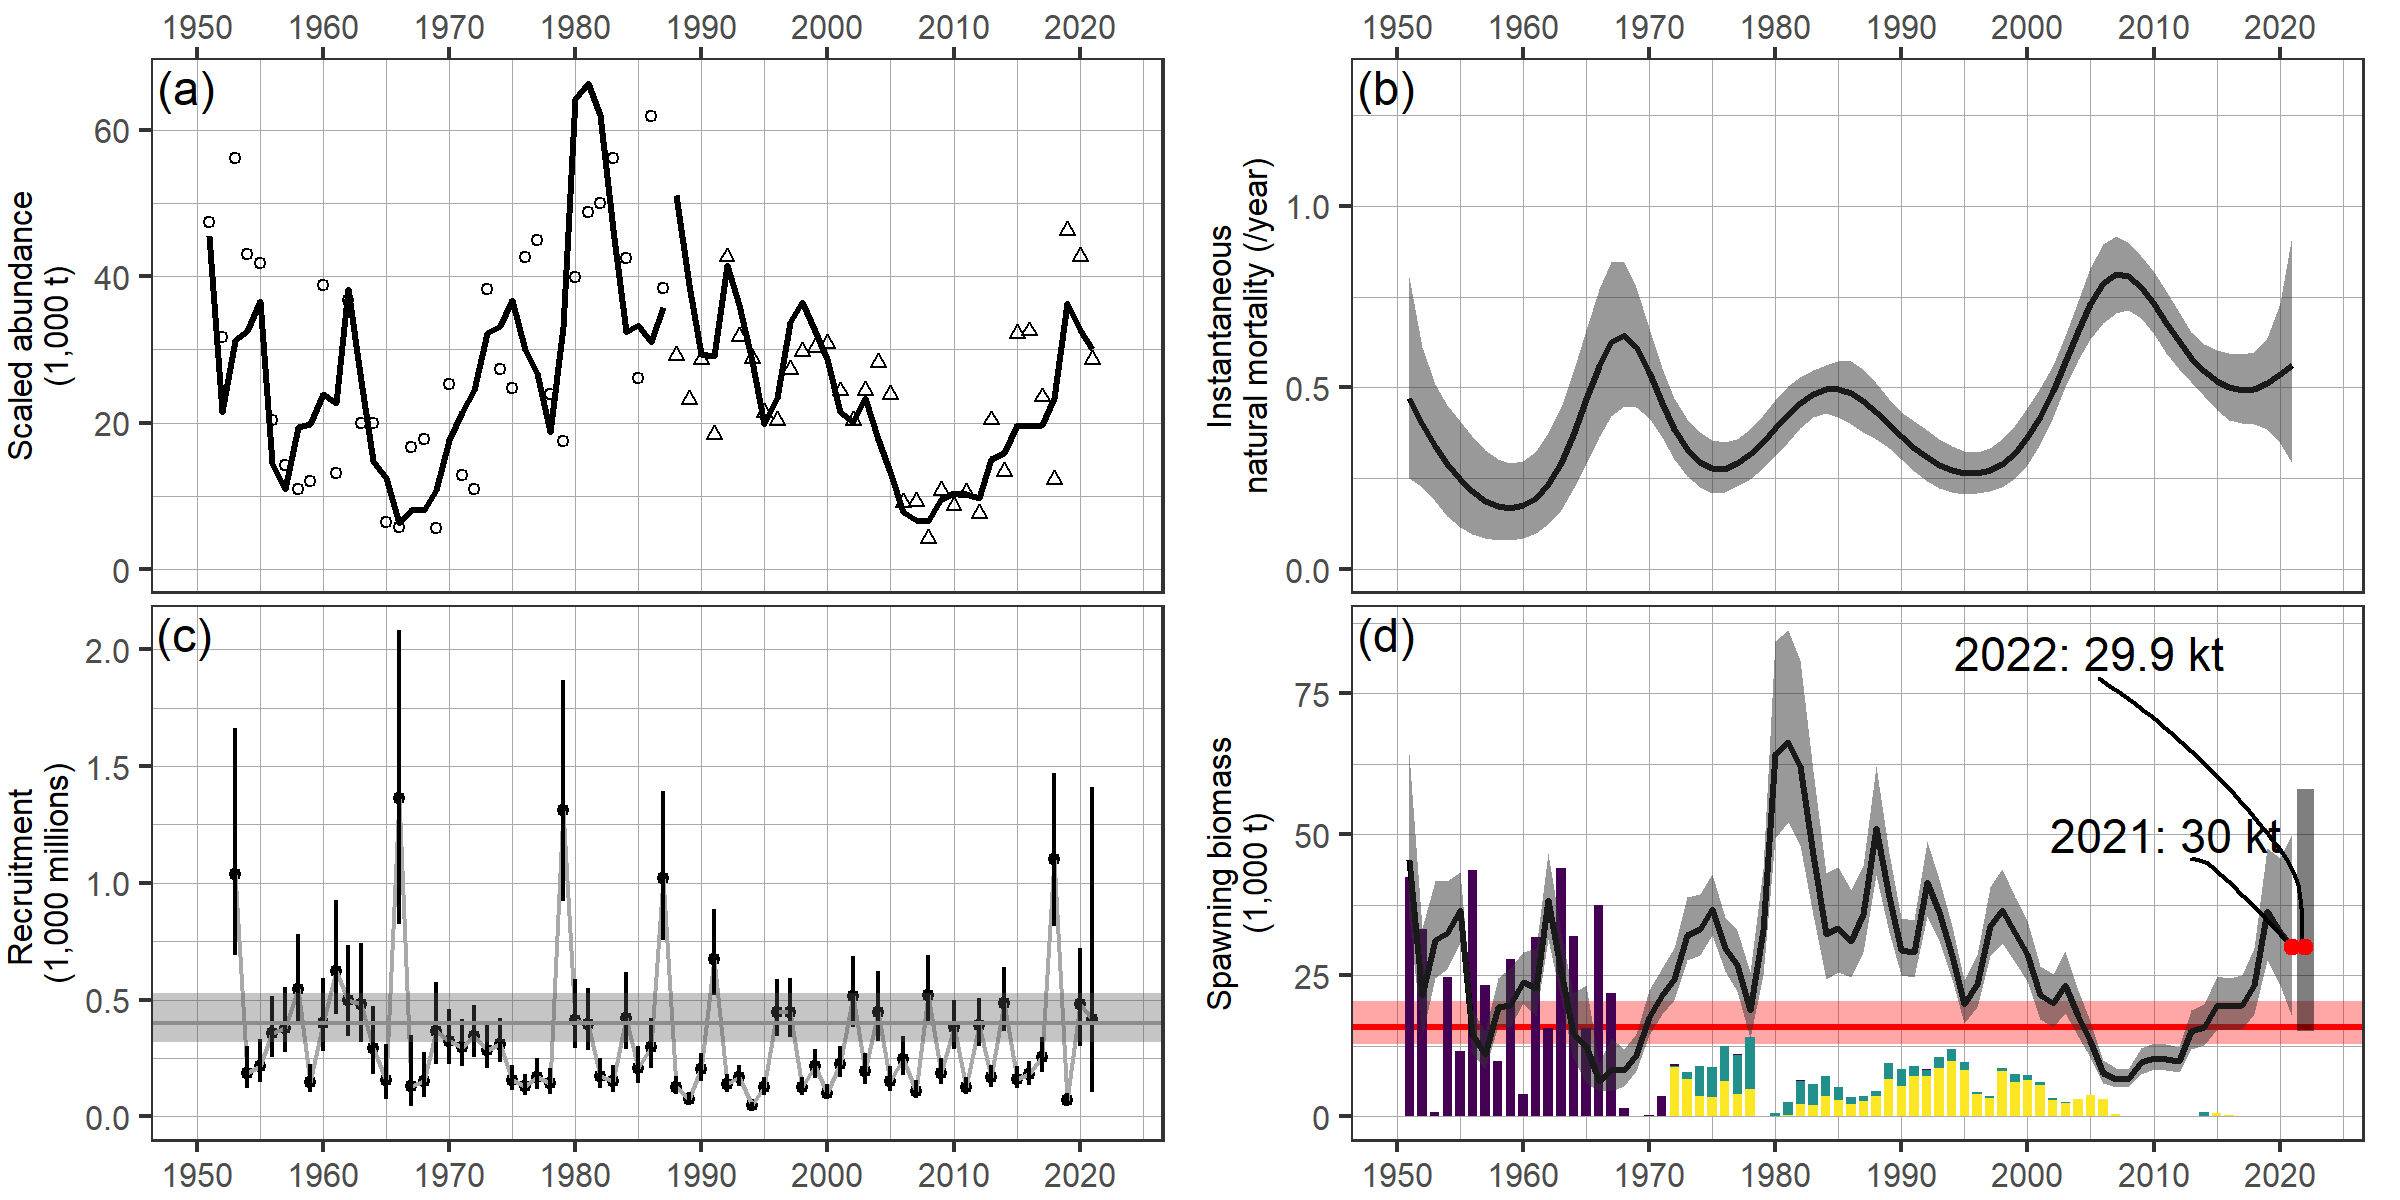 1950 1960 1970 1980 1990 2000 2010 2020
1950 1960 1970 1980 1990 2000 2010 2020
(a)
Scaled abundance
(1,000 t)
60
40
20
0
(b)
Instantaneous
natural mortality (/year)
1.0
0.5
0.0
(c)
Recruitment
(1,000 millions)
2.0
1.5
1.0
0.5
0.0
(d)
Spawning biomass
(1,000 t)
75
50
25
0
2022: 29.9 kt
2021: 30 kt
1950 1960 1970 1980 1990 2000 2010 2020
1950 1960 1970 1980 1990 2000 2010 2020